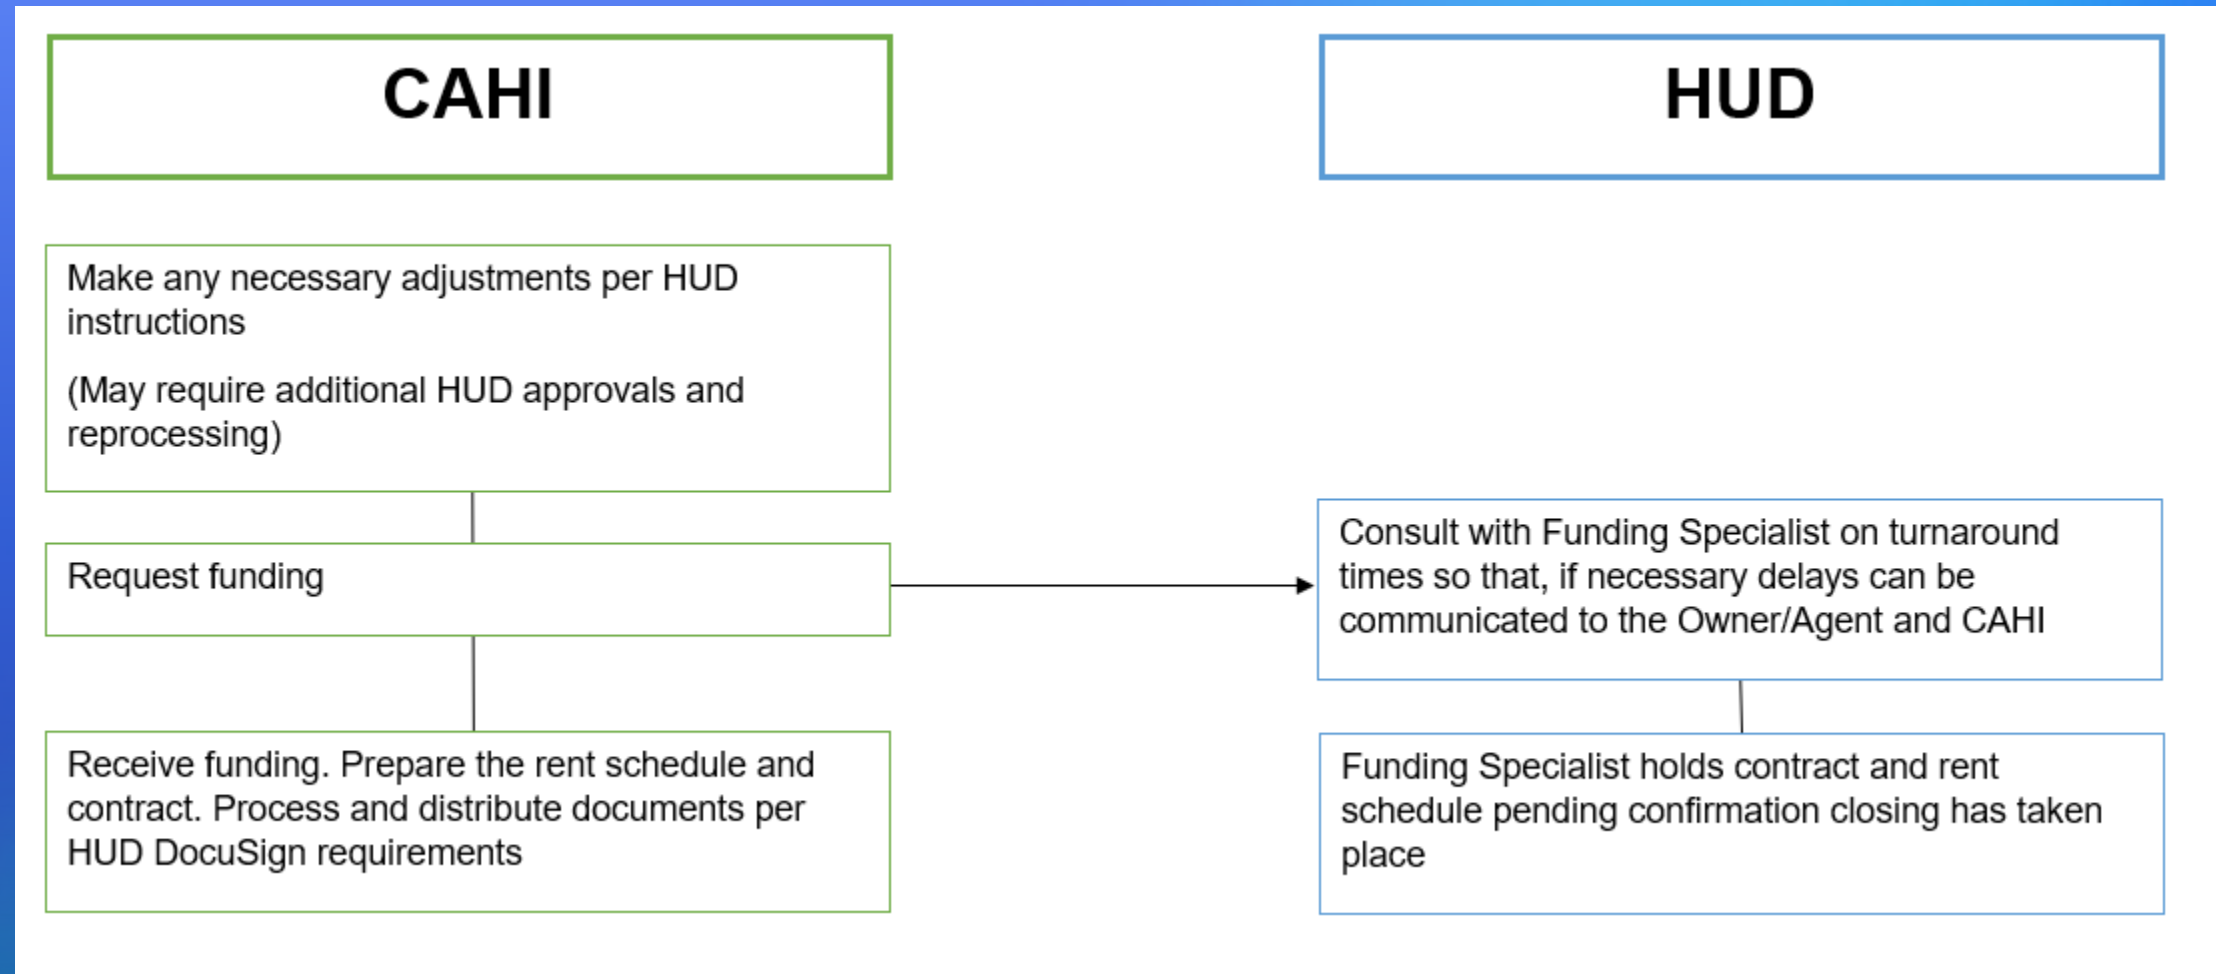 CAHI
HUD
Make any necessary adjustments per HUD
instructions
(May require additional HUD approvals and
reprocessing)
Request funding
Consult with Funding Specialist on turnaround
times so that, if necessary delays can be
communicated to the Owner/Agent and CAHI
Receive funding. Prepare the rent schedule and
contract. Process and distribute documents per
HUD DocuSign requirements
Funding Specialist holds contract and rent
schedule pending confirmation closing has taken
place